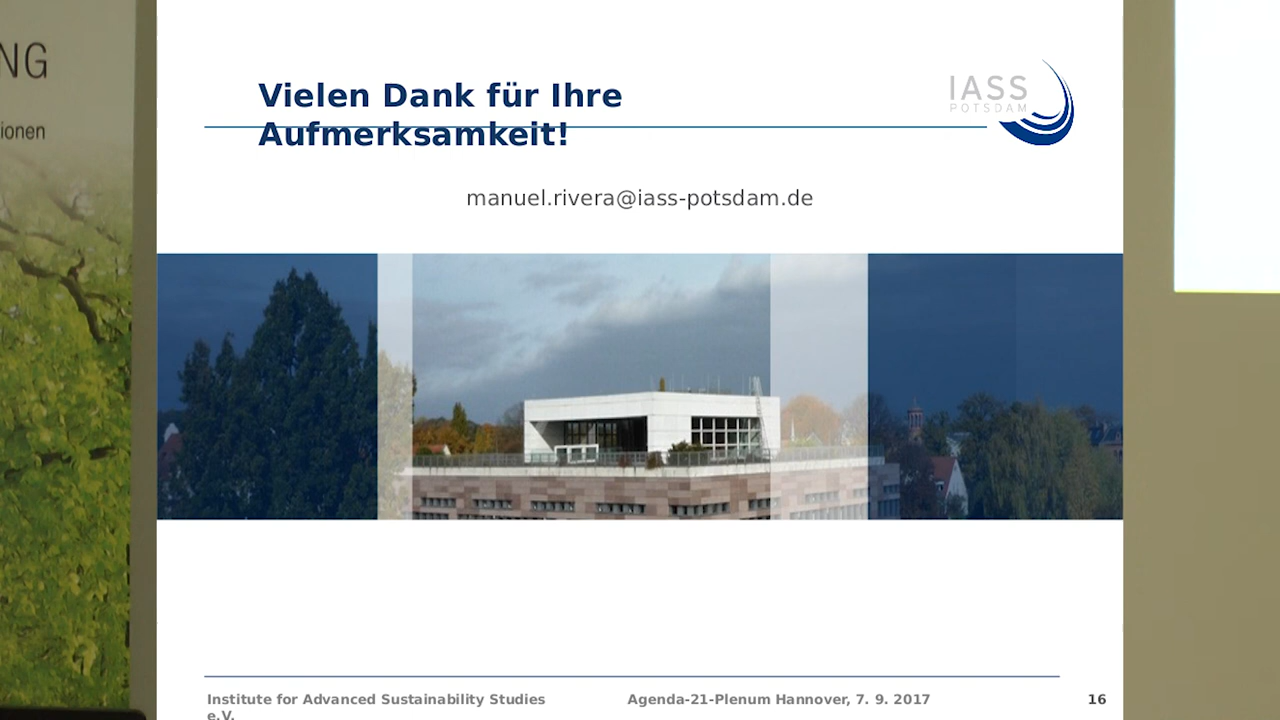 NG
ionen
Vielen Dank für Ihre
Aufmerksamkeit!
IASS
POTSDAM
manuel.rivera@iass-potsdam.de
Institute for Advanced Sustainability Studies
e.V.
Agenda-21-Plenum Hannover, 7. 9. 2017
16